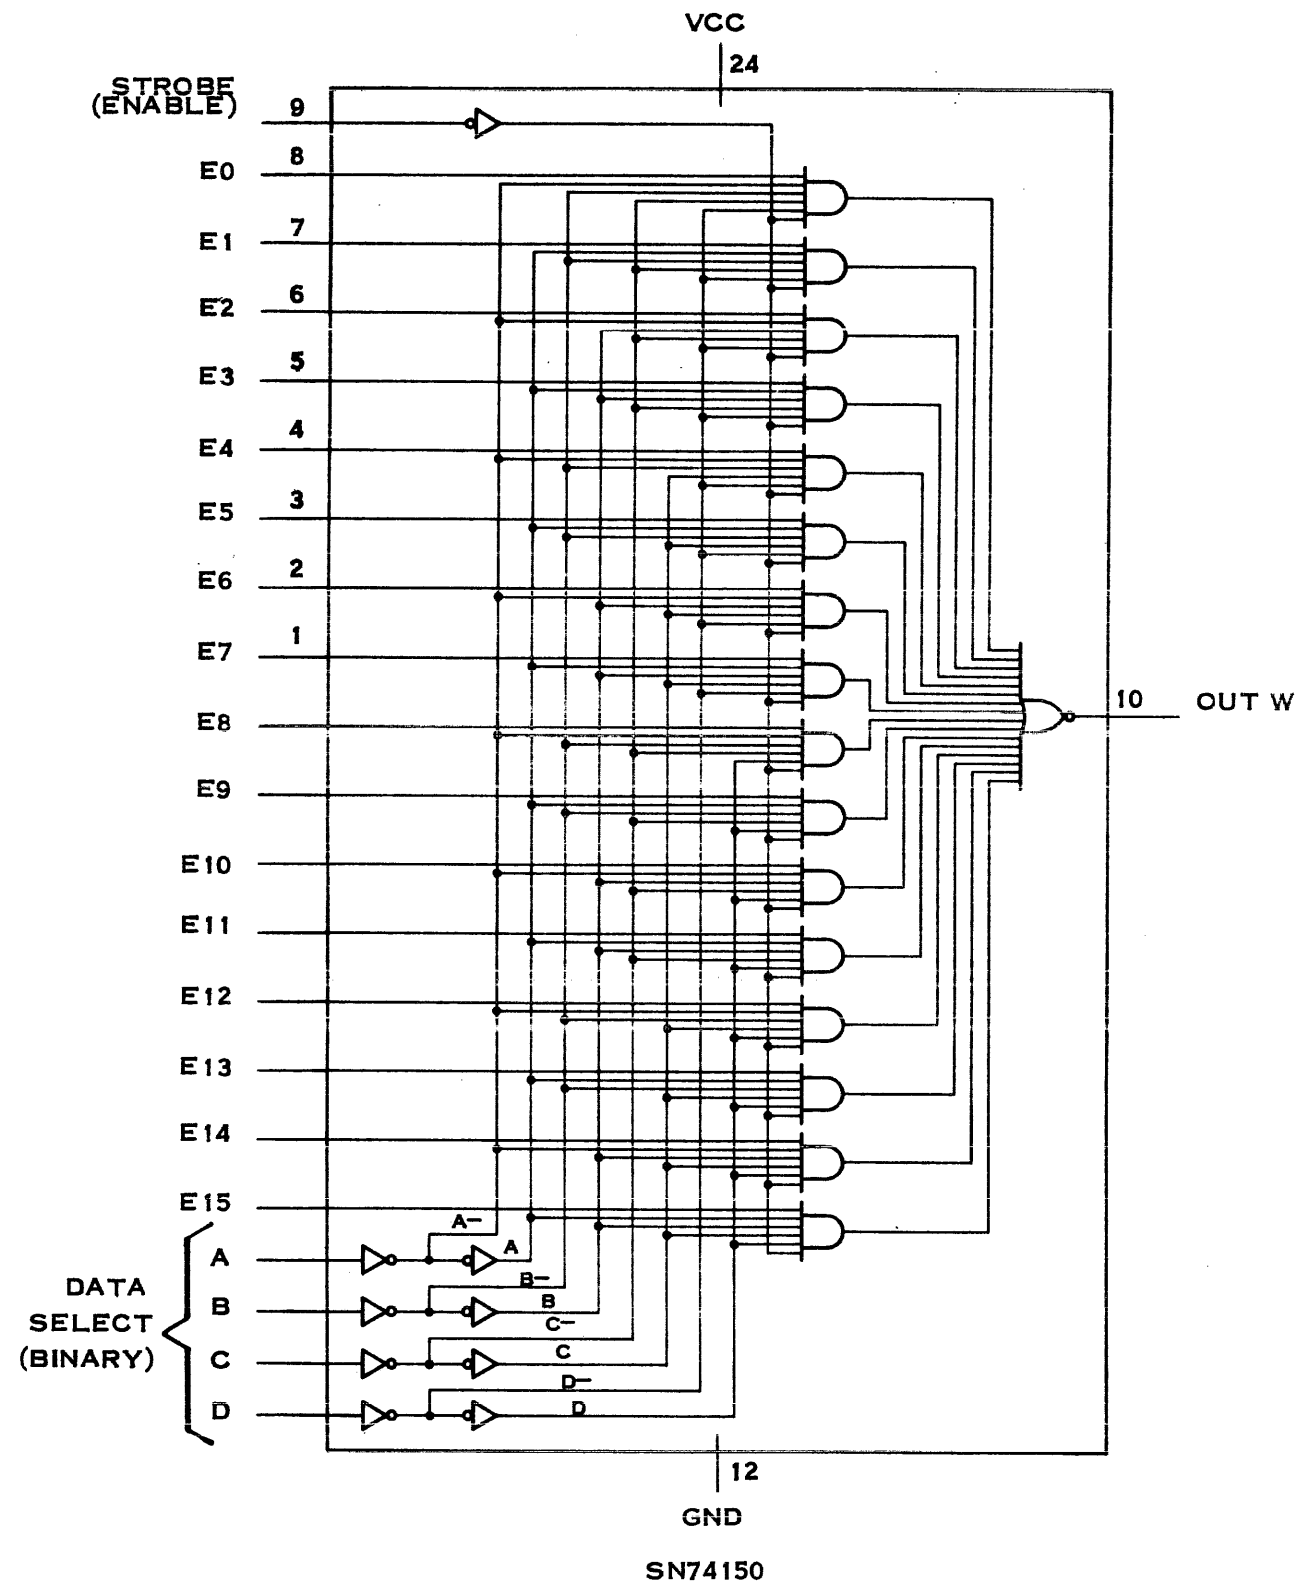 VCC
24
STROBE
(ENABLE)
9
E0
8
E1
7
E2
6
E3
5
E4
4
E5
3
E6
2
E7
1
E8
10
OUT W
E9
E10
E11
E12
E13
E14
E15
A—
A
A
B—
DATA
SELECT
(BINARY)
B
B
C—
C
C
D—
D
D
12
GND
SN74150